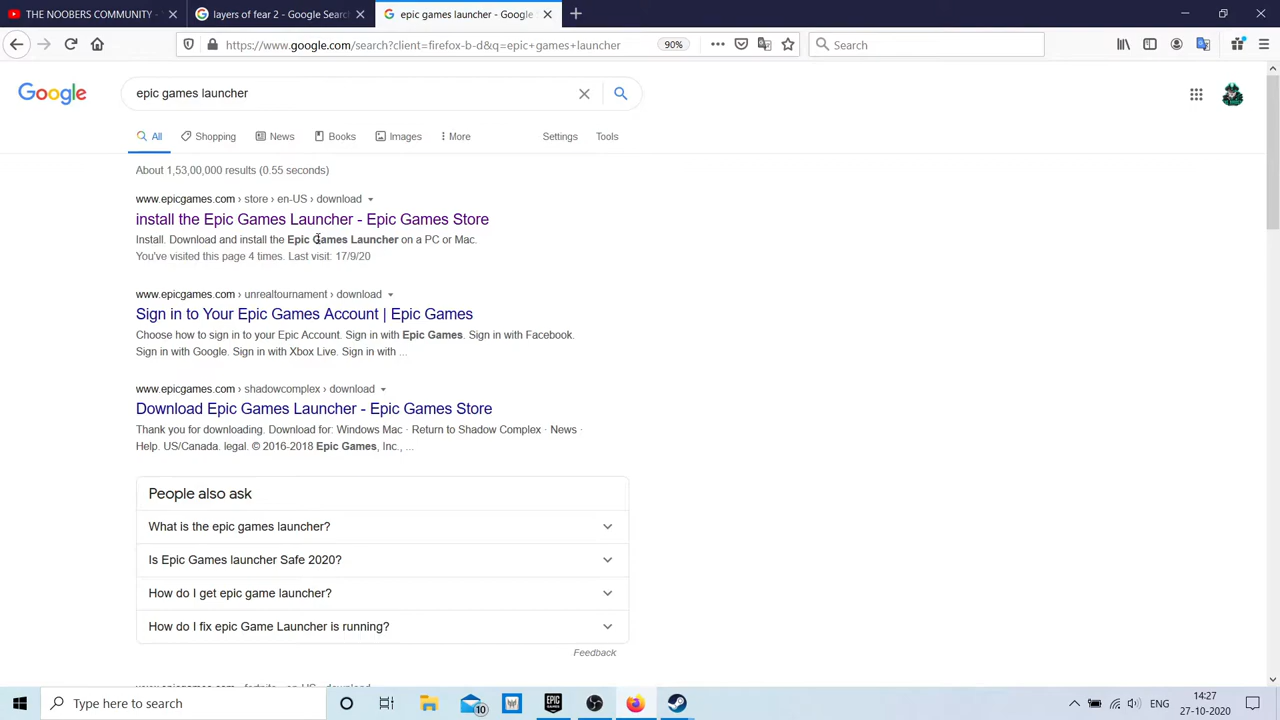 THE NOOBERS COMMUNITY
layers of fear 2 - Google Search
epic games launcher - Google
https://www.google.com/search?client=firefox-b-d&q=epic+games+launcher
90%
Search
Google
epic games launcher
All
Shopping
News
Books
Images
More
Settings
Tools
About 1,53,00,000 results (0.55 seconds)
www.epicgames.com › store › en-US › download
install the Epic Games Launcher - Epic Games Store
Install. Download and install the Epic Games Launcher on a PC or Mac.
You've visited this page 4 times. Last visit: 17/9/20
www.epicgames.com › unrealtournament › download
Sign in to Your Epic Games Account | Epic Games
Choose how to sign in to your Epic Account. Sign in with Epic Games. Sign in with Facebook.
Sign in with Google. Sign in with Xbox Live. Sign in with ...
www.epicgames.com › shadowcomplex › download
Download Epic Games Launcher - Epic Games Store
Thank you for downloading. Download for: Windows Mac · Return to Shadow Complex · News ·
Help. US/Canada. legal. © 2016-2018 Epic Games, Inc., ...
People also ask
What is the epic games launcher?
Is Epic Games launcher Safe 2020?
How do I get epic game launcher?
How do I fix epic Game Launcher is running?
Feedback
www.epicgames.com › fortnite › en-US › download
Type here to search
10
EPIC GAMES
ENG
14:27
27-10-2020